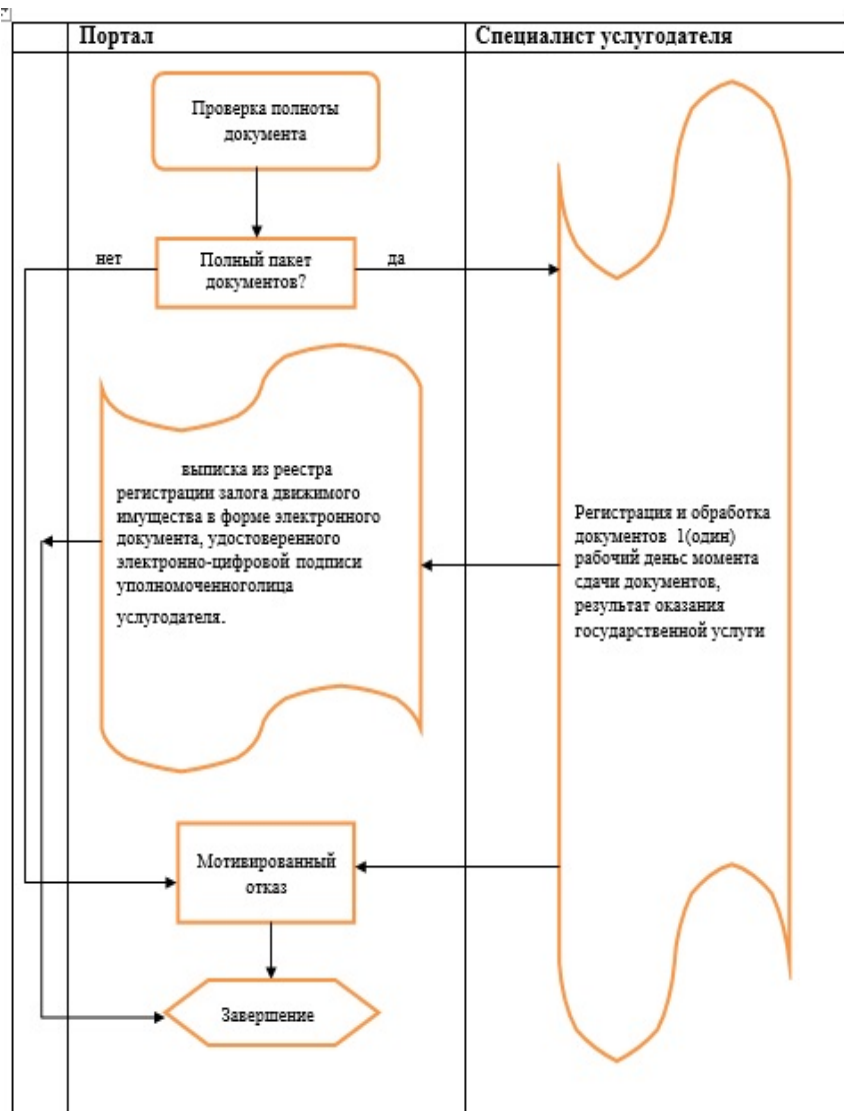 Портал
Специалист услугодателя
Проверка полноты
документа
нет
Полный пакет
документов?
да
выписка из реестра
регистрации залога движимого
имущества в форме электронного
документа, удостоверенного
электронно-цифровой подписи
уполномоченноголица
услугодателя.
Регистрация и обработка
документов 1(один)
рабочий деньс момента
сдачи документов,
результат оказания
государственной услуги
Мотивированный
отказ
Завершение